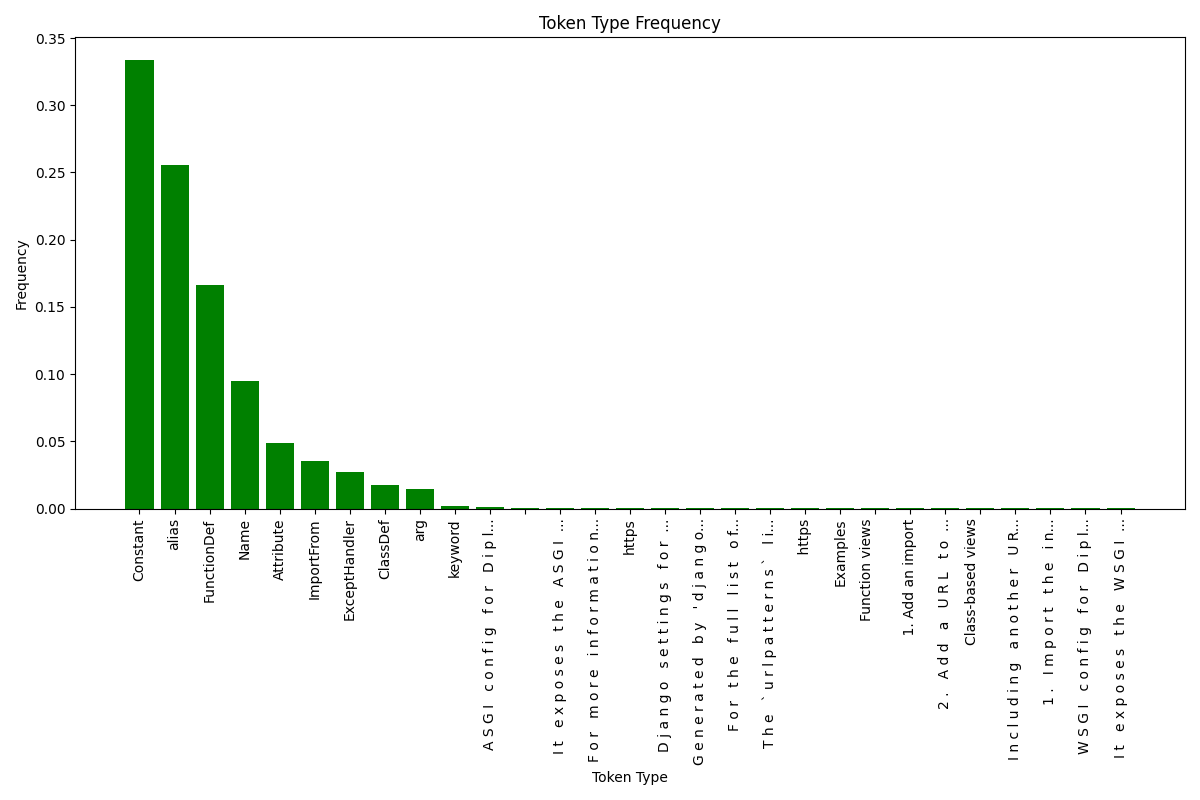 Token Type Frequency
0.35
0.30
0.25
0.20
0.15
0.10
0.05
0.00
Frequency
Constant
alias
FunctionDef
Name
Attribute
ImportFrom
ExceptHandler
ClassDef
arg
keyword
A S G I   c o n f i g   f o r   D i p l...
I t   e x p o s e s   t h e   A S G I  ...
F o r   m o r e   i n f o r m a t i o n...
https
D j a n g o   s e t t i n g s   f o r  ...
G e n e r a t e d   b y   ' d j a n g o...
F o r   t h e   f u l l   l i s t   o f...
T h e   ` u r l p a t t e r n s `   l i...
https
Examples
Function views
1. Add an import
2 .   A d d   a   U R L   t o  ...
Class-based views
I n c l u d i n g   a n o t h e r   U R...
1 .   I m p o r t   t h e   i n...
W S G I   c o n f i g   f o r   D i p l...
I t   e x p o s e s   t h e   W S G I  ...
Token Type